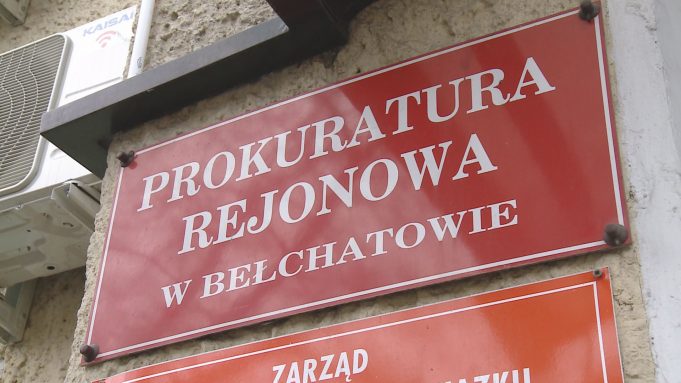 KAISAI
PROKURATURA
REJONOWA
W BEŁCHATOWIE
ZARZĄD